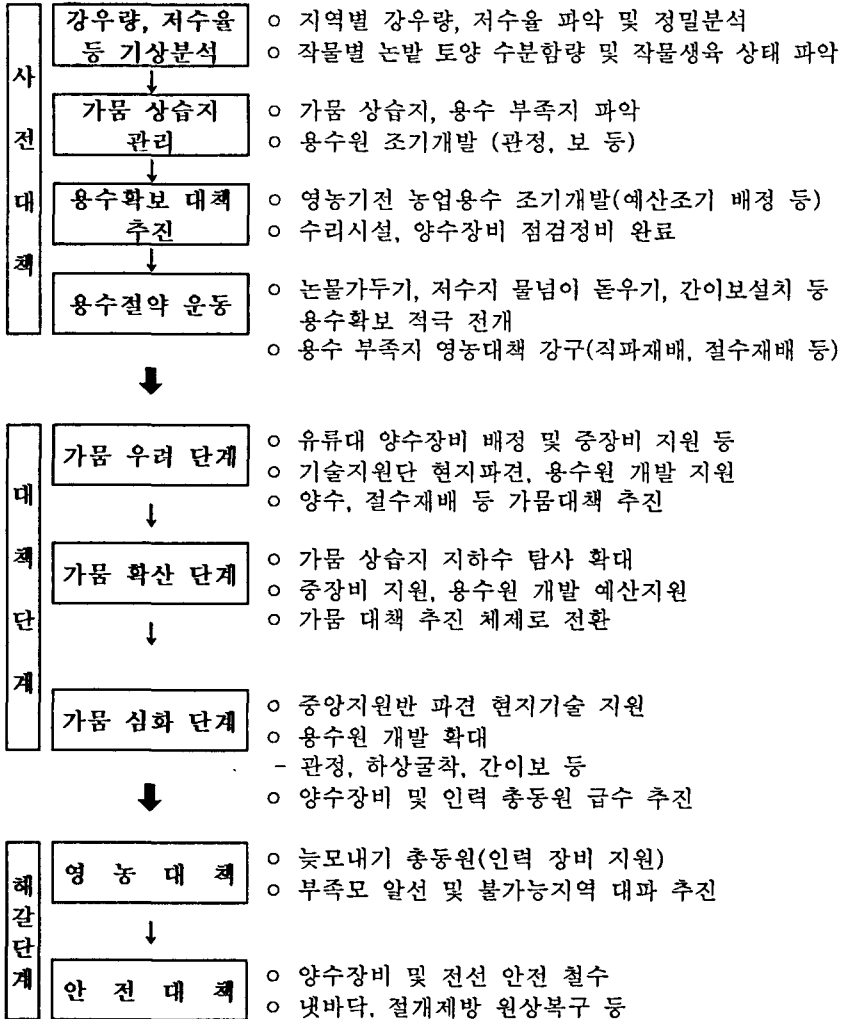 사전대책
강우량, 저수율
등 기상분석
○ 지역별 강우량, 저수율 파악 및 정밀분석
○ 작물별 논밭 토양 수분함량 및 작물생육 상태 파악
↓
가뭄 상습지
관리
○ 가뭄 상습지, 용수 부족지 파악
○ 용수원 조기개발 (관정, 보 등)
↓
용수확보 대책
추진
○ 영농기전 농업용수 조기개발(예산조기 배정 등)
○ 수리시설, 양수장비 점검정비 완료
↓
용수절약 운동
○ 논물가두기, 저수지 물넘이 돋우기, 간이보설치 등
용수확보 적극 전개
○ 용수 부족지 영농대책 강구(직파재배, 절수재배 등)
대책단계
가뭄 우려 단계
○ 유류대 양수장비 배정 및 중장비 지원 등
○ 기술지원단 현지파견, 용수원 개발 지원
○ 양수, 절수재배 등 가뭄대책 추진
↓
가뭄 확산 단계
○ 가뭄 상습지 지하수 탐사 확대
○ 중장비 지원, 용수원 개발 예산지원
○ 가뭄 대책 추진 체제로 전환
↓
가뭄 심화 단계
○ 중앙지원반 파견 현지기술 지원
○ 용수원 개발 확대
- 관정, 하상굴착, 간이보 등
○ 양수장비 및 인력 총동원 급수 추진
해갈단계
영 농 대 책
○ 늦모내기 총동원(인력 장비 지원)
○ 부족모 알선 및 불가능지역 대파 추진
↓
안 전 대 책
○ 양수장비 및 전선 안전 철수
○ 냇바닥, 절개제방 원상복구 등